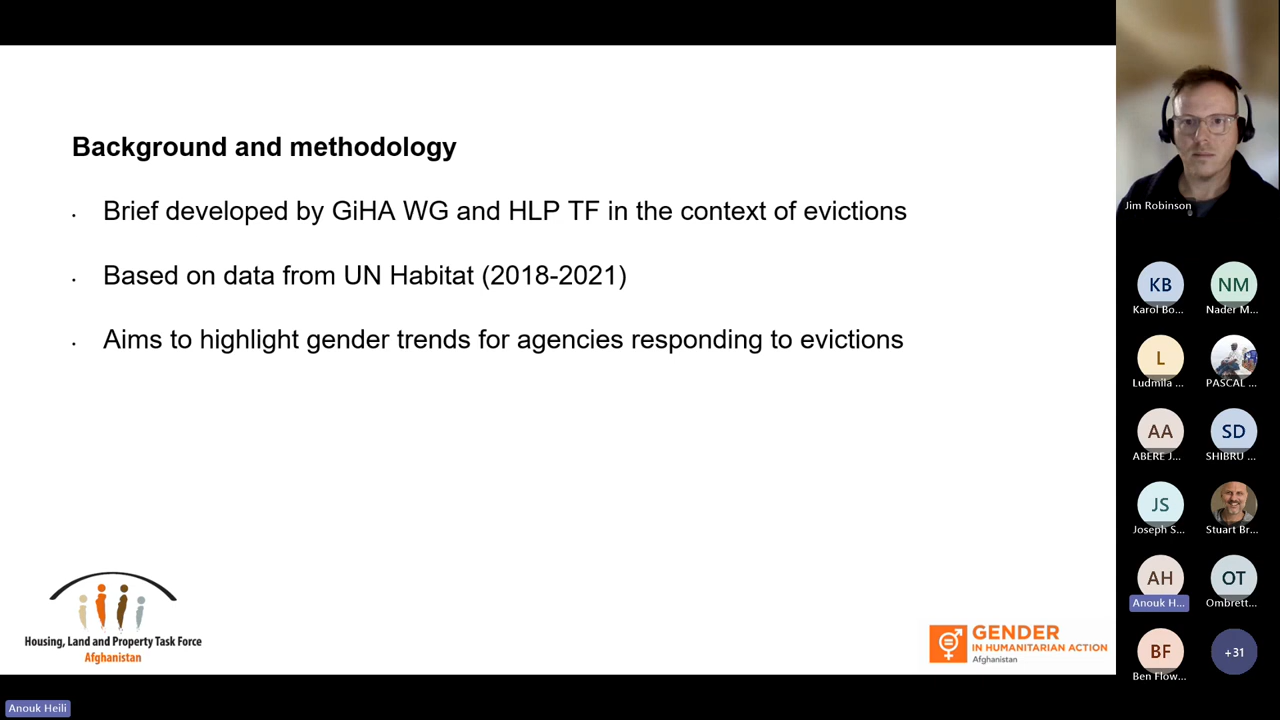 Background and methodology
Brief developed by GiHA WG and HLP TF in the context of evictions
Based on data from UN Habitat (2018-2021)
Aims to highlight gender trends for agencies responding to evictions
Housing, Land and Property Task Force
Afghanistan
GENDER
IN HUMANITARIAN ACTION
Afghanistan
Anouk Heili
Jim Robinson
KB
Karol Bo...
NM
Nader M...
L
Ludmila ...
PASCAL ...
AA
ABERE J...
SD
SHIBRU ...
JS
Joseph S...
Stuart Br...
AH
Anouk H...
OT
Ombrett...
BF
Ben Flow...
+31